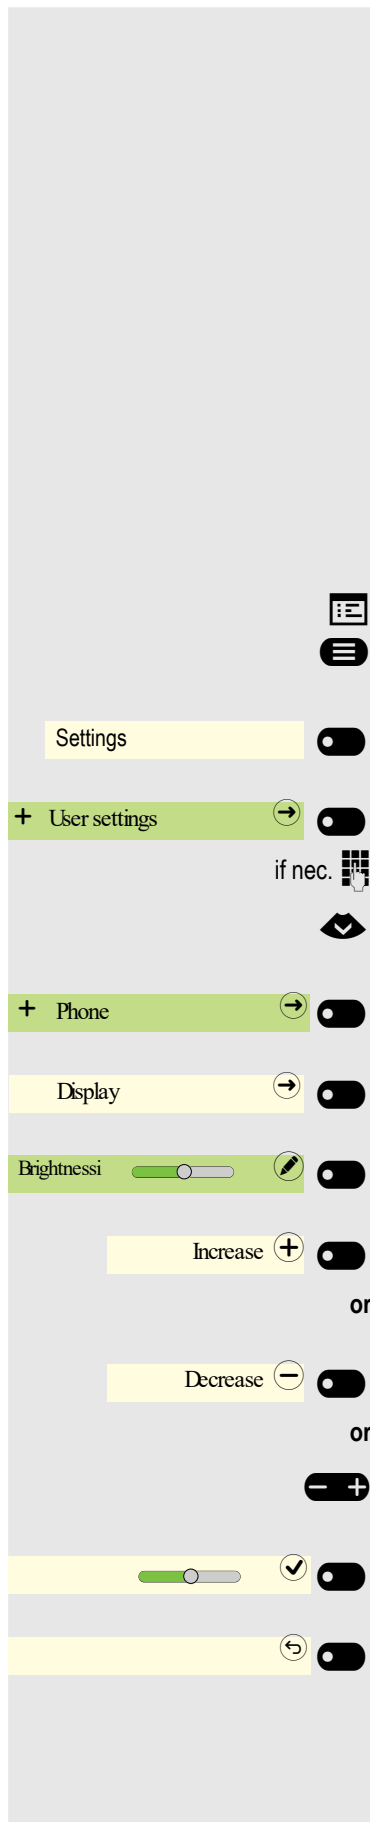 Settings
+ User settings
if nec.
+ Phone
Display
Brightnessi
Increase
or
Decrease
or